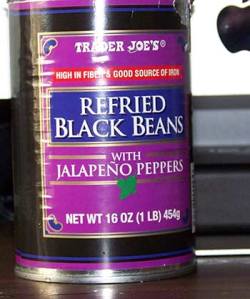 TRADER JOE'S®
HIGH IN FIBER & GOOD SOURCE OF IRON
REFRIED
BLACK BEANS
WITH
JALAPEÑO PEPPERS
NET WT 16 OZ (1 LB) 454g